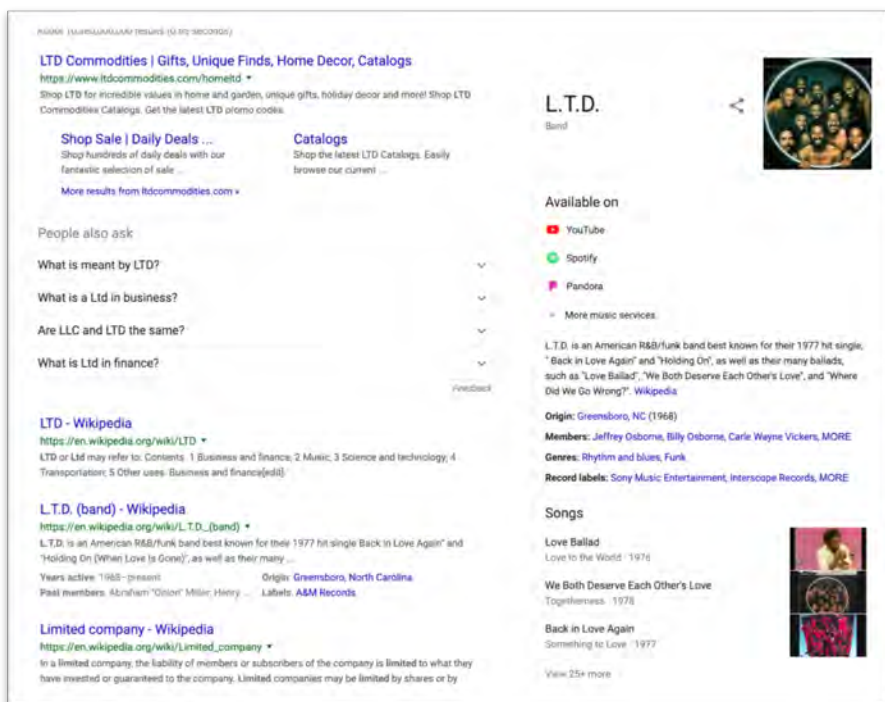 LTD Commodities | Gifts, Unique Finds, Home Decor, Catalogs
https://www.ltdcommodities.com/homeltd
Shop LTD for incredible values in home and garden, unique gifts, holiday decor and more! Shop LTD
Commodities Catalogs. Get the latest LTD promo codes.
Shop Sale | Daily Deals ...
Shop hundreds of daily deals with our
fantastic selection of sale ...
Catalogs
Shop the latest LTD Catalogs. Easily
browse our current ...
More results from ltdcommodities.com »
People also ask
What is meant by LTD?
What is a Ltd in business?
Are LLC and LTD the same?
What is Ltd in finance?
Feedback
LTD - Wikipedia
https://en.wikipedia.org/wiki/LTD
LTD or Ltd may refer to: Contents. 1 Business and finance; 2 Music; 3 Science and technology; 4
Transportation; 5 Other uses. Business and finance[edit].
L.T.D. (band) - Wikipedia
https://en.wikipedia.org/wiki/L.T.D._(band)
L.T.D. is an American R&B/funk band best known for their 1977 hit single Back in Love Again" and
"Holding On (When Love Is Gone)", as well as their many ...
Years active: 1968–present
Origin: Greensboro, North Carolina
Past members: Abraham "Onion" Miller; Henry ...
Labels: A&M Records
Limited company - Wikipedia
https://en.wikipedia.org/wiki/Limited_company
In a limited company, the liability of members or subscribers of the company is limited to what they
have invested or guaranteed to the company. Limited companies may be limited by shares or by
L.T.D.
Band
Available on
YouTube
Spotify
Pandora
More music services
L.T.D. is an American R&B/funk band best known for their 1977 hit single,
" Back in Love Again" and "Holding On", as well as their many ballads,
such as "Love Ballad", "We Both Deserve Each Other's Love", and "Where
Did We Go Wrong?". Wikipedia
Origin: Greensboro, NC (1968)
Members: Jeffrey Osborne, Billy Osborne, Carle Wayne Vickers, MORE
Genres: Rhythm and blues, Funk
Record labels: Sony Music Entertainment, Interscope Records, MORE
Songs
Love Ballad
Love to the World · 1976
We Both Deserve Each Other's Love
Togetherness · 1978
Back in Love Again
Something to Love · 1977
View 25+ more